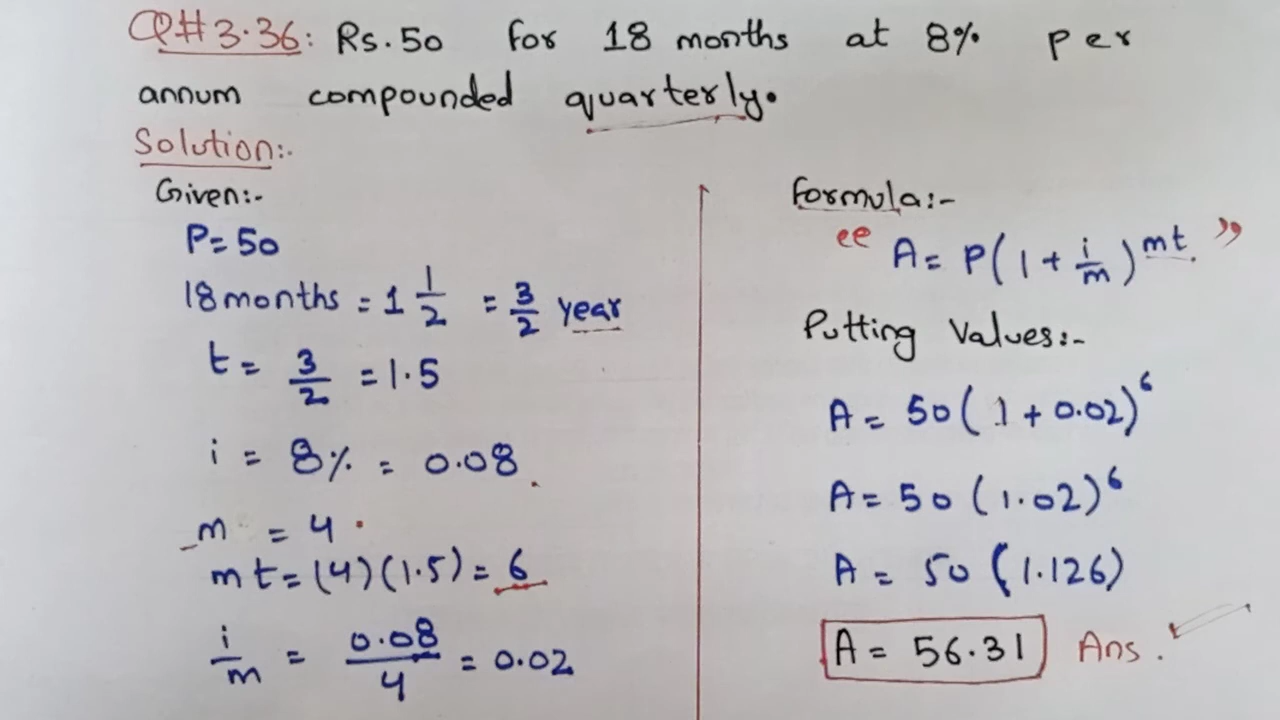 Q#3.36: Rs.50 for 18 months at 8% per
annum compounded quarterly.
Solution:-
Given:-
P= 50
18 months = 1 1/2 = 3/2 year
t = 3/2 = 1.5
i = 8% = 0.08
m = 4
mt = (4)(1.5) = 6
i/m = 0.08/4 = 0.02
Formula:-
“ A = P(1 + i/m)^mt ”
Putting Values:-
A = 50(1 + 0.02)^6
A = 50(1.02)^6
A = 50(1.126)
A = 56.31 Ans.